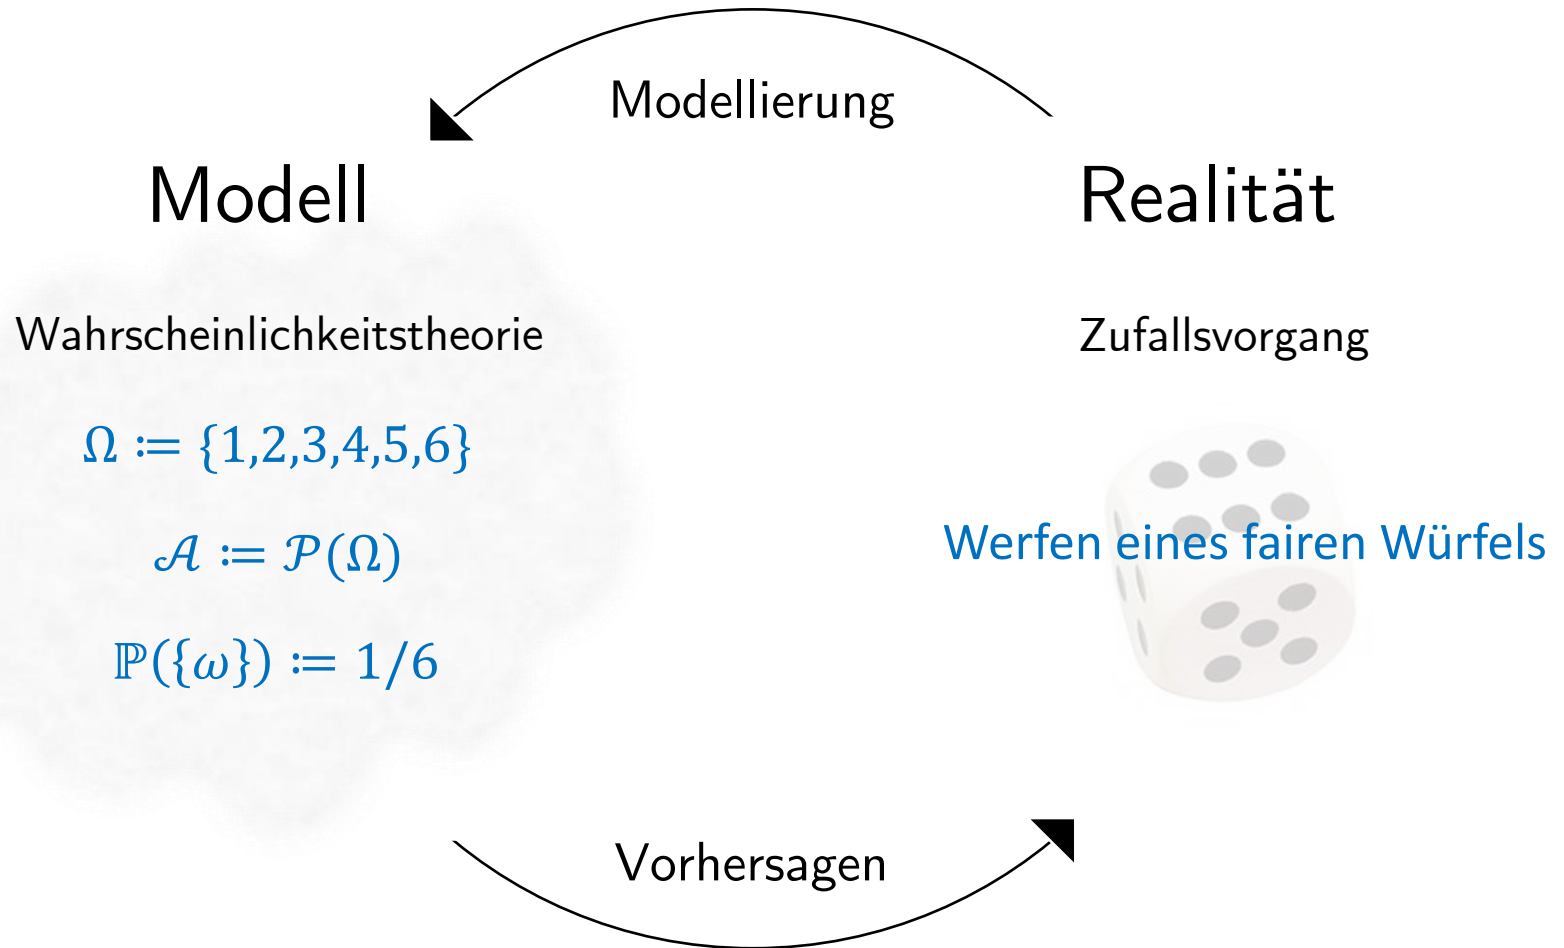 Modellierung
Modell
Realität
Wahrscheinlichkeitstheorie
Zufallsvorgang
Ω ≔ {1,2,3,4,5,6}
𝒜 ≔ 𝒫(Ω)
Werfen eines fairen Würfels
ℙ({𝜔}) ≔ 1/6
Vorhersagen